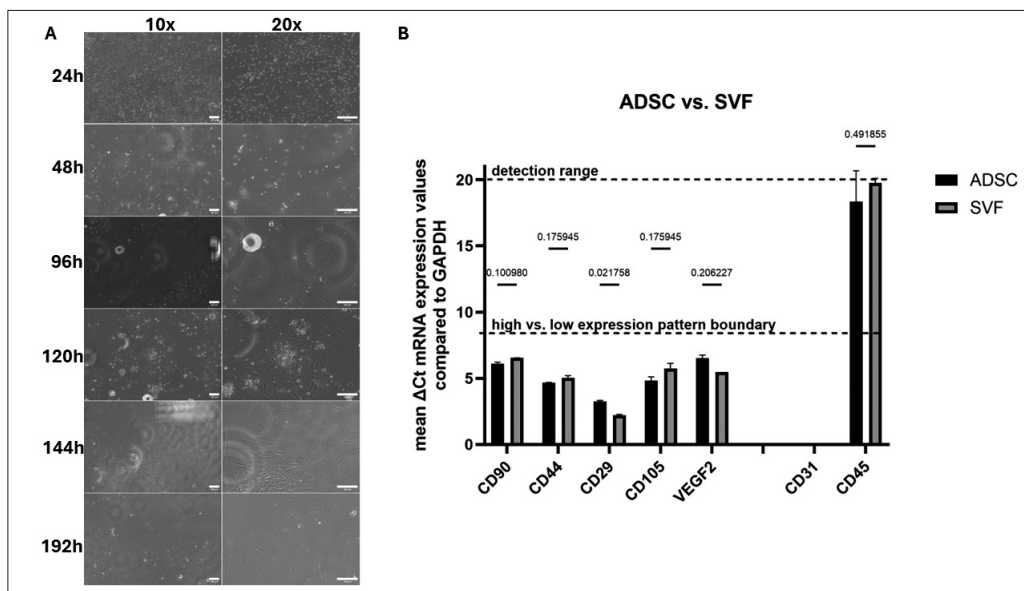 A
10x
20x
24h
48h
96h
120h
144h
192h
B
ADSC vs. SVF
mean ΔCt mRNA expression values
compared to GAPDH
20
15
10
5
0
detection range
high vs. low expression pattern boundary
0.100980
0.175945
0.021758
0.175945
0.206227
0.491855
CD90
CD44
CD29
CD105
VEGF2
CD31
CD45
ADSC
SVF